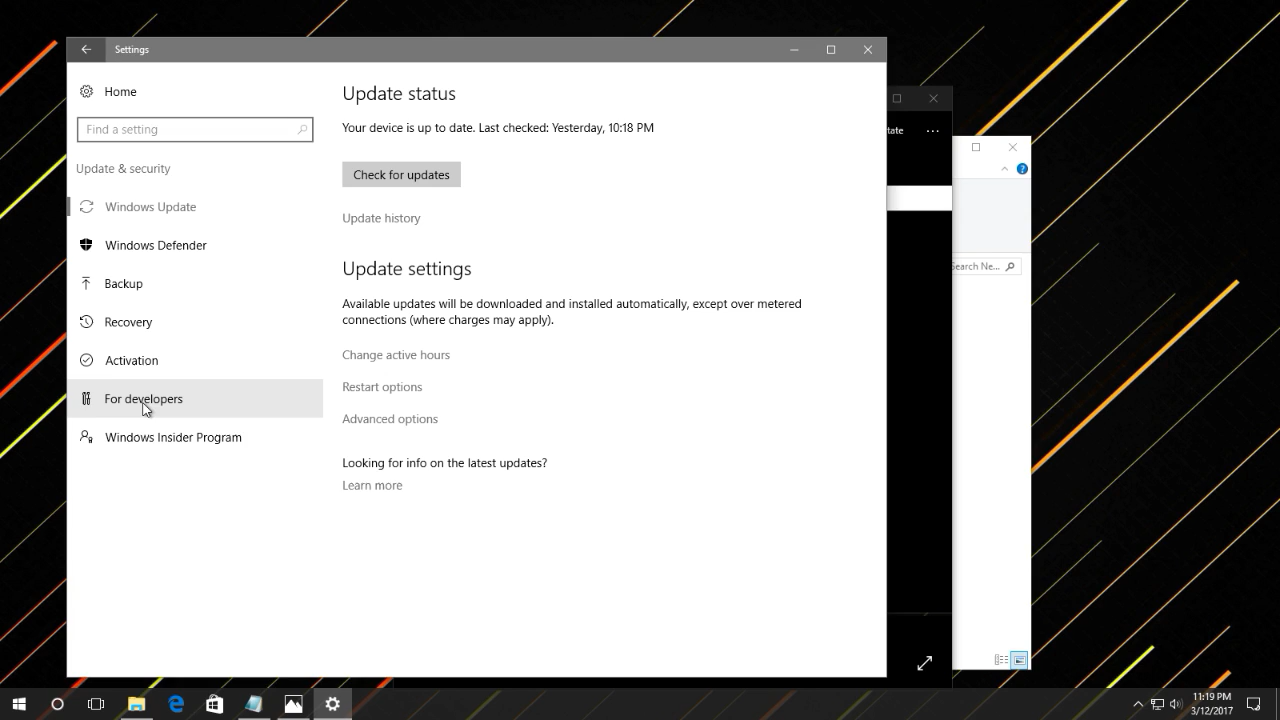 Settings
Home
Find a setting
Update & security
Windows Update
Windows Defender
Backup
Recovery
Activation
For developers
Windows Insider Program
Update status
Your device is up to date. Last checked: Yesterday, 10:18 PM
Check for updates
Update history
Update settings
Available updates will be downloaded and installed automatically, except over metered
connections (where charges may apply).
Change active hours
Restart options
Advanced options
Looking for info on the latest updates?
Learn more
tate
Search Ne...
11:19 PM
3/12/2017